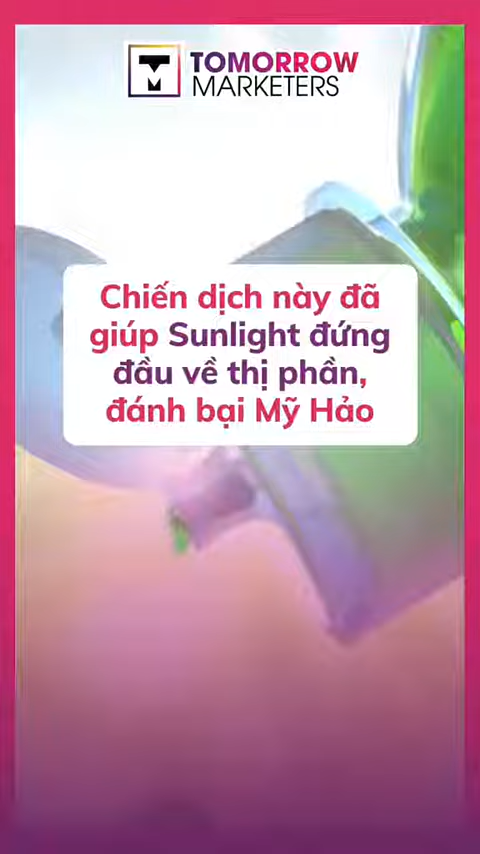 TOMORROW
MARKETERS
Chiến dịch này đã
giúp Sunlight đứng
đầu về thị phần,
đánh bại Mỹ Hảo